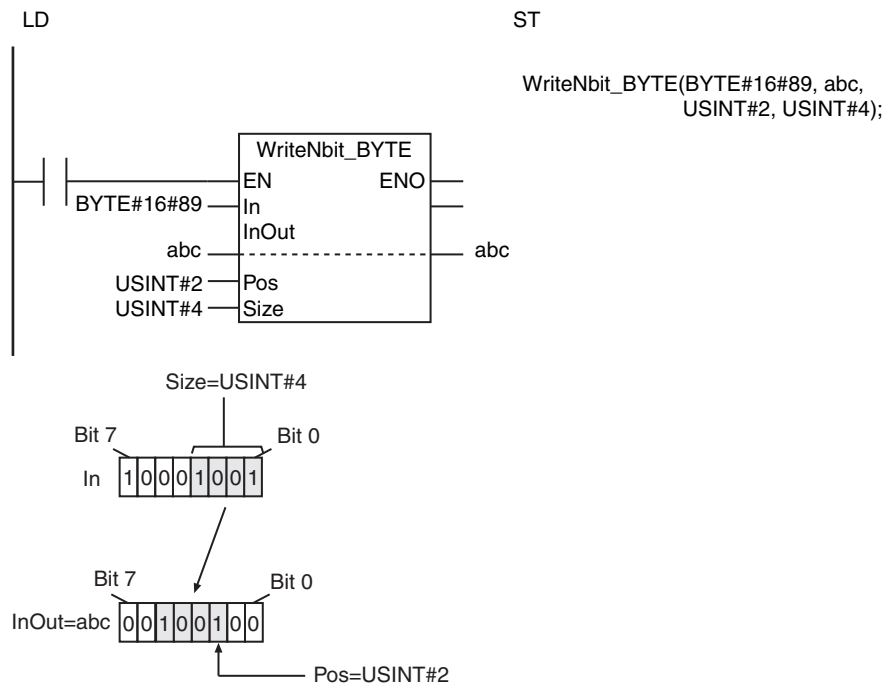 LD
ST
WriteNbit_BYTE(BYTE#16#89, abc,
USINT#2, USINT#4);
WriteNbit_BYTE
EN ENO
BYTE#16#89 In
InOut
abc abc
USINT#2 Pos
USINT#4 Size
Size=USINT#4
Bit 7 Bit 0
In 1 0 0 0 1 0 0 1
Bit 7 Bit 0
InOut=abc 0 0 1 0 0 1 0 0
Pos=USINT#2